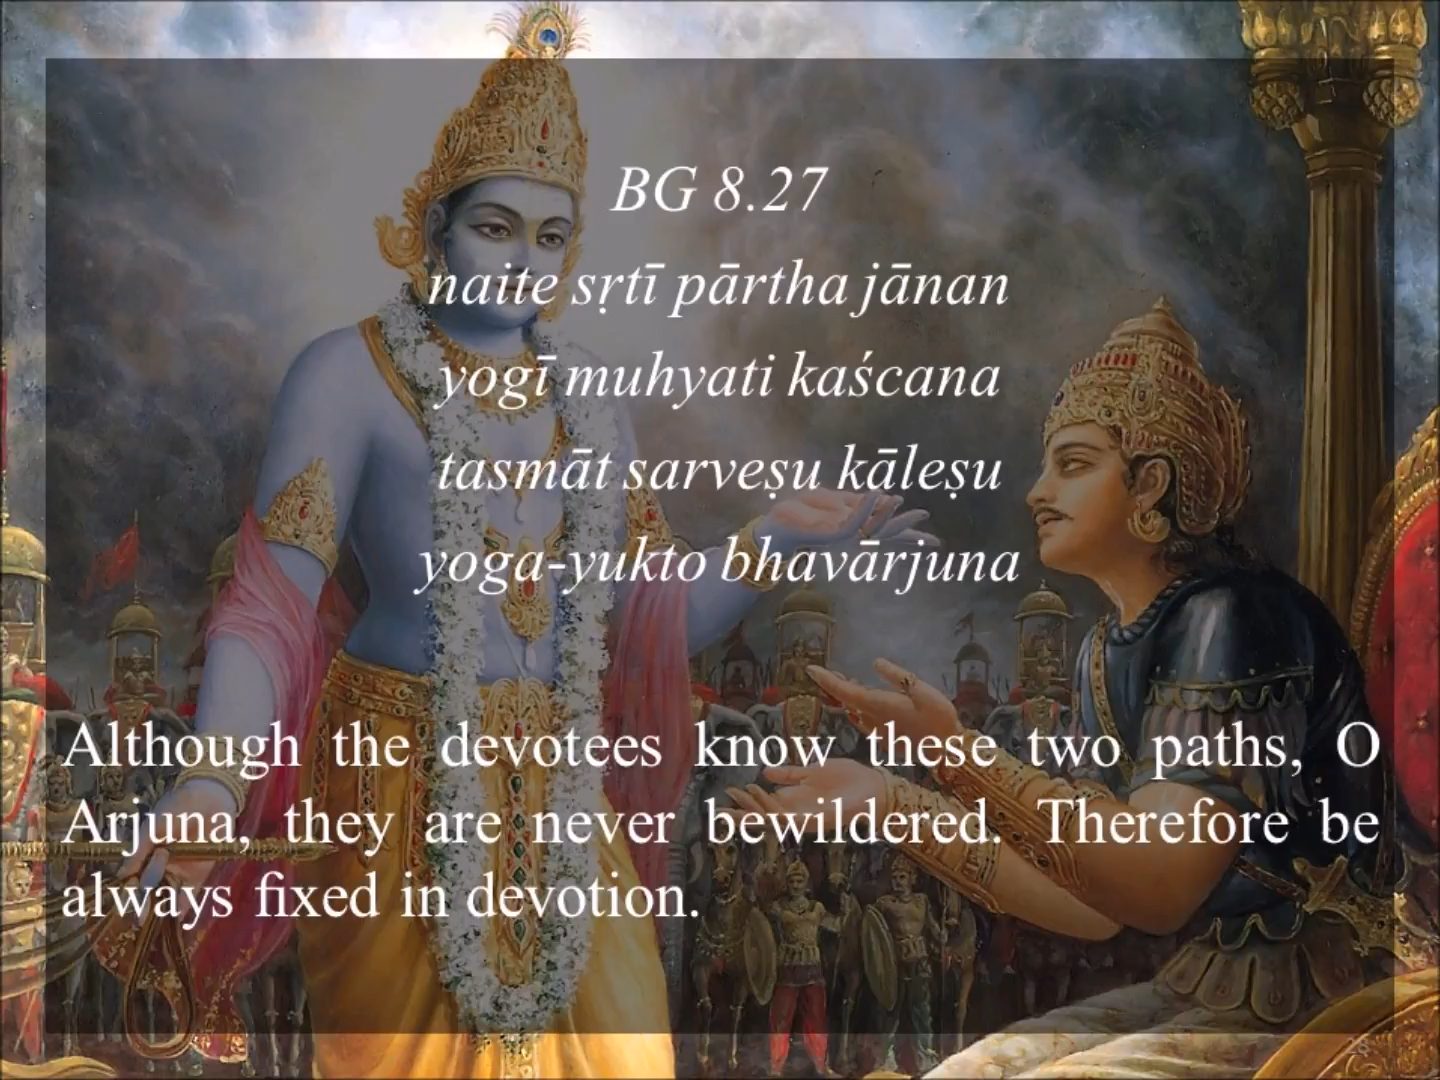 BG 8.27
naite sṛtī pārtha jānan
yogī muhyati kaścana
tasmāt sarveṣu kāleṣu
yoga-yukto bhavārjuna
Although the devotees know these two paths, O
Arjuna, they are never bewildered. Therefore be
always fixed in devotion.